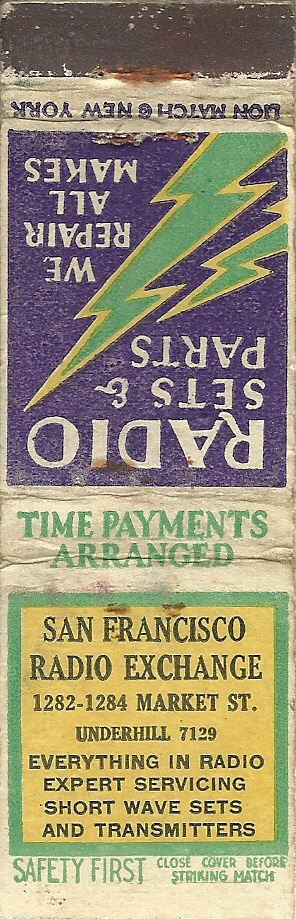 LION MATCH © NEW YORK
RADIO
SETS &
PARTS
WE
REPAIR
ALL
MAKES
TIME PAYMENTS
ARRANGED
SAN FRANCISCO
RADIO EXCHANGE
1282-1284 MARKET ST.
UNDERHILL 7129
EVERYTHING IN RADIO
EXPERT SERVICING
SHORT WAVE SETS
AND TRANSMITTERS
SAFETY FIRST CLOSE COVER BEFORE
STRIKING MATCH